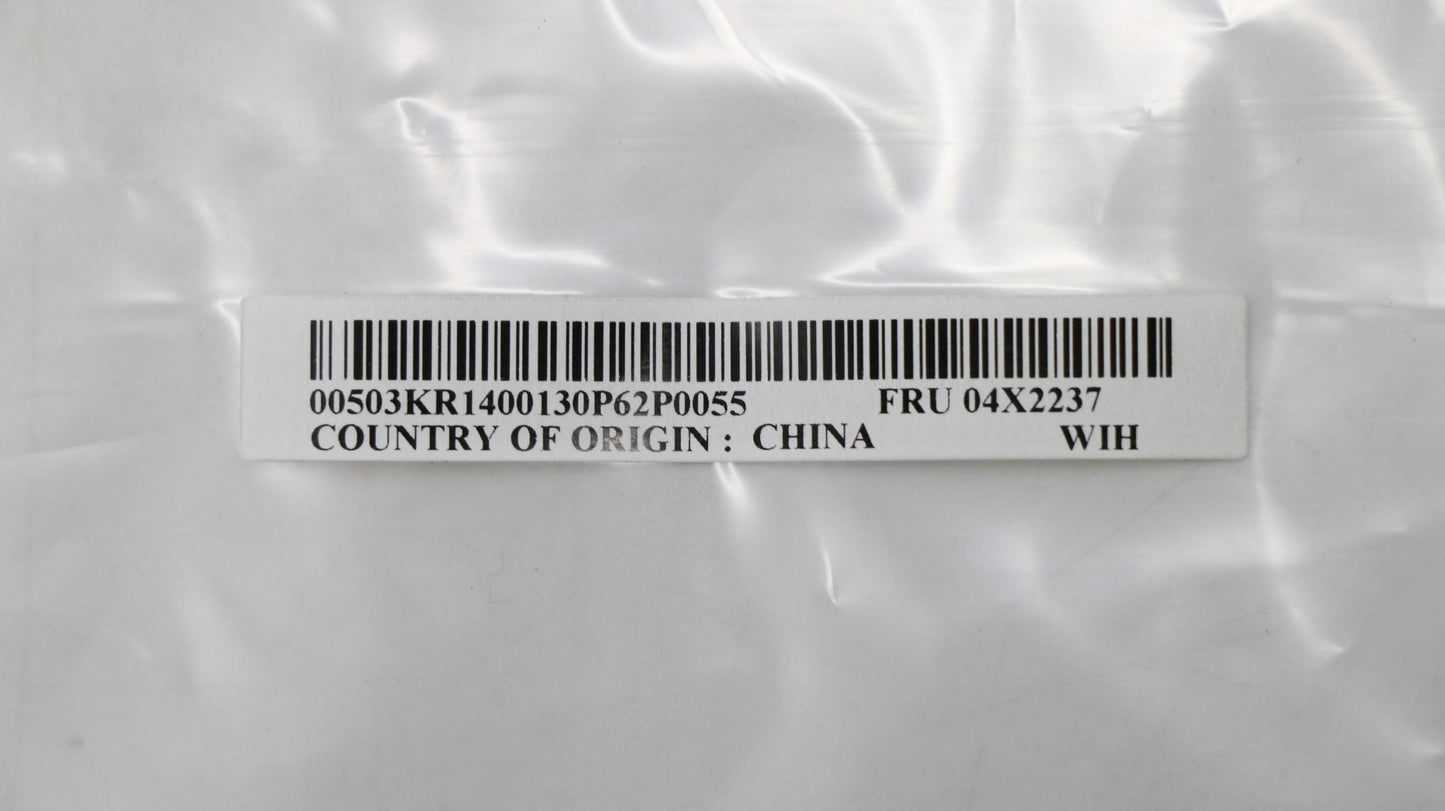 00503KR1400130P62P0055 FRU 04X2237
COUNTRY OF ORIGIN : CHINA WIH